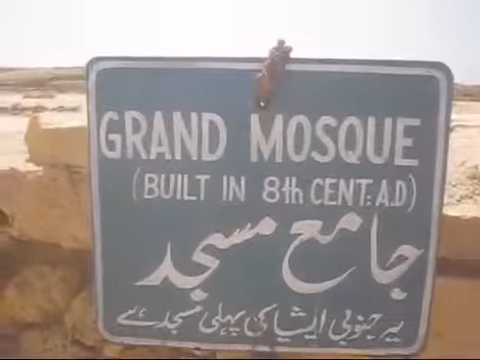 GRAND MOSQUE
(BUILT IN 8th CENT: A.D)
جامع مسجد
یہ جنوبی ایشیا کی پہلی مسجد ہے